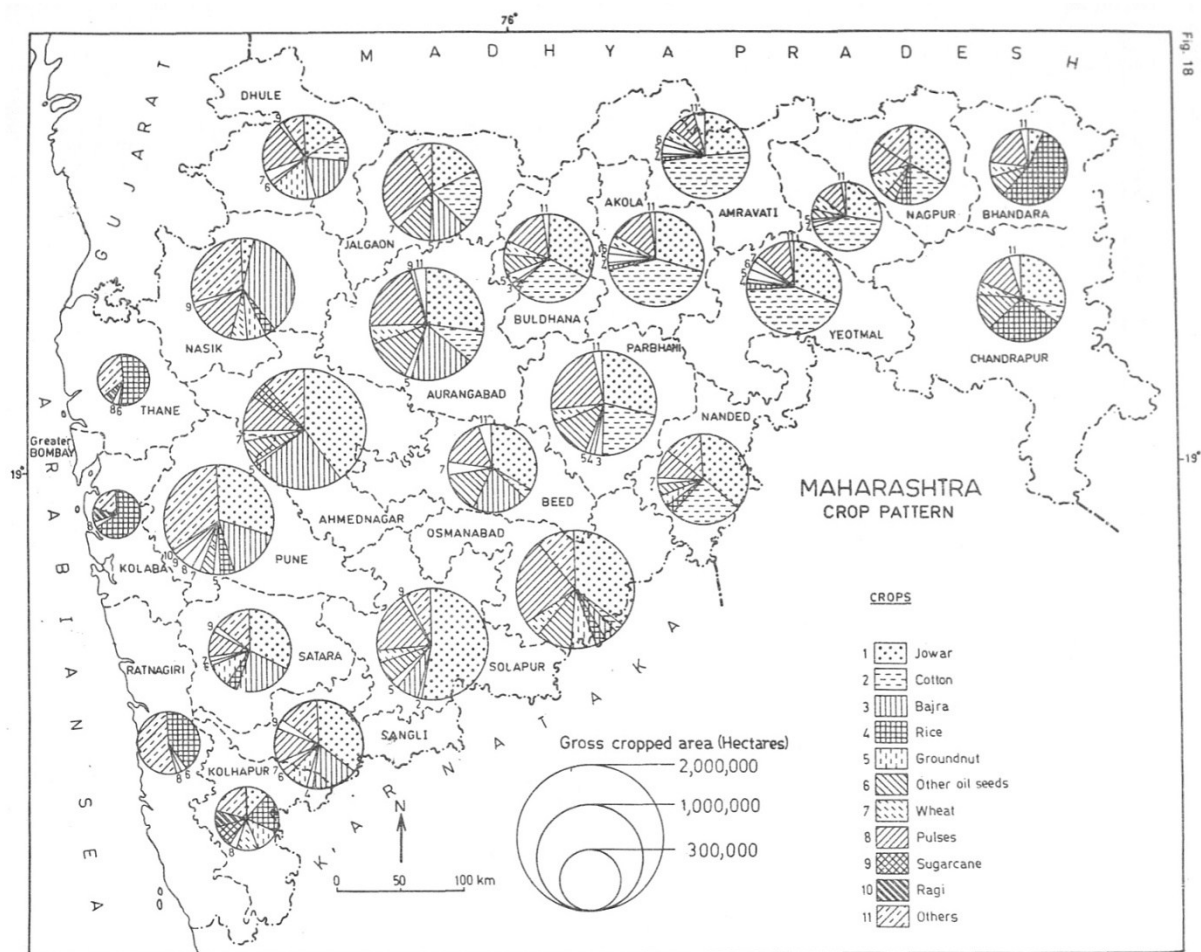 76°
Fig. 18
M A D H Y A P R A D E S H
G U J A R A T
DHULE
JALGAON
BULDHANA
AKOLA
AMRAVATI
NAGPUR
BHANDARA
NASIK
AURANGABAD
PARBHANI
YEOTMAL
CHANDRAPUR
THANE
NANDED
Greater
BOMBAY
19°
19°
AHMEDNAGAR
BEED
MAHARASHTRA
CROP PATTERN
KOLABA
PUNE
OSMANABAD
RATNAGIRI
SATARA
SOLAPUR
SANGLI
KOLHAPUR
A R A B I A N S E A
K A R N A T A K A
CROPS
1 Jowar
2 Cotton
3 Bajra
4 Rice
5 Groundnut
6 Other oil seeds
7 Wheat
8 Pulses
9 Sugarcane
10 Ragi
11 Others
Gross cropped area (Hectares)
2,000,000
1,000,000
300,000
N
0 50 100 km